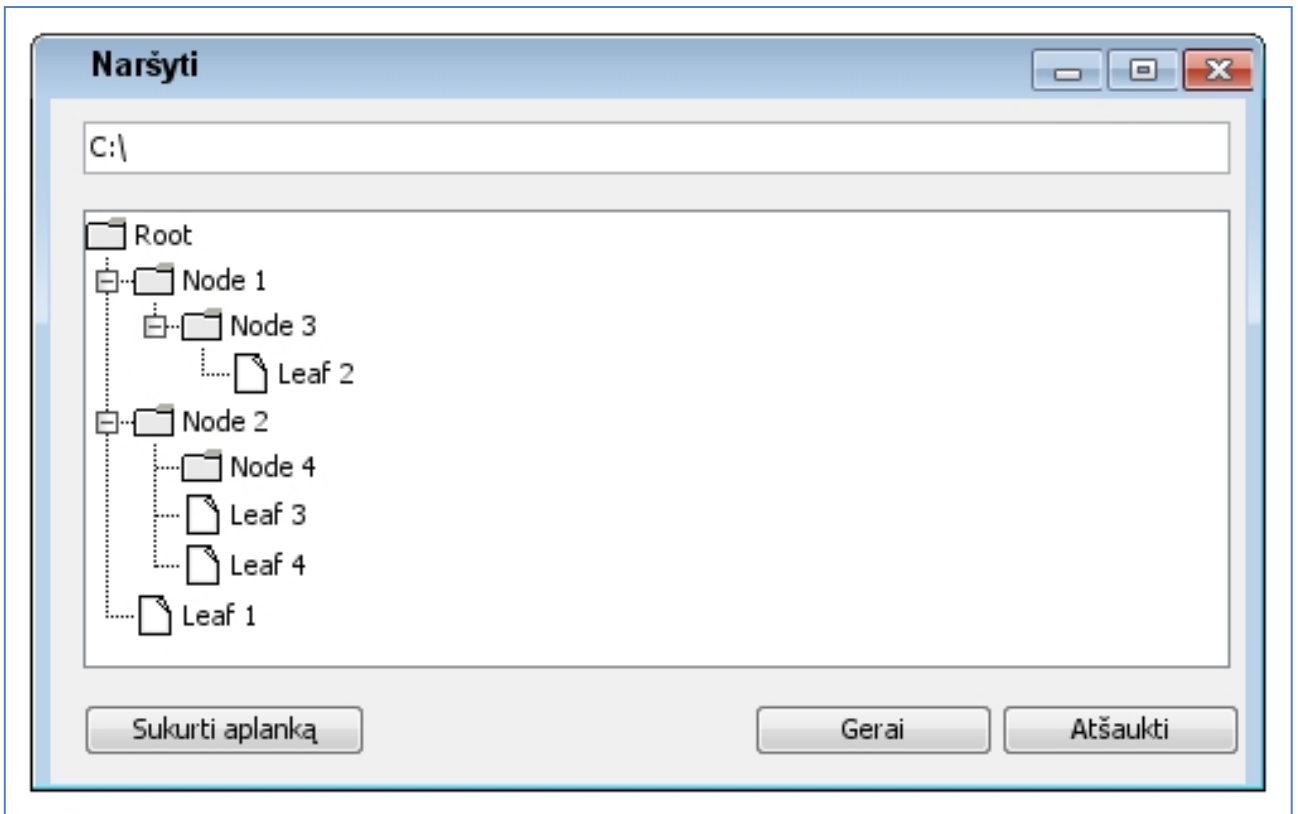 Naršyti
C:\
Root
Node 1
Node 3
Leaf 2
Node 2
Node 4
Leaf 3
Leaf 4
Leaf 1
Sukurti aplanką Gerai Atšaukti